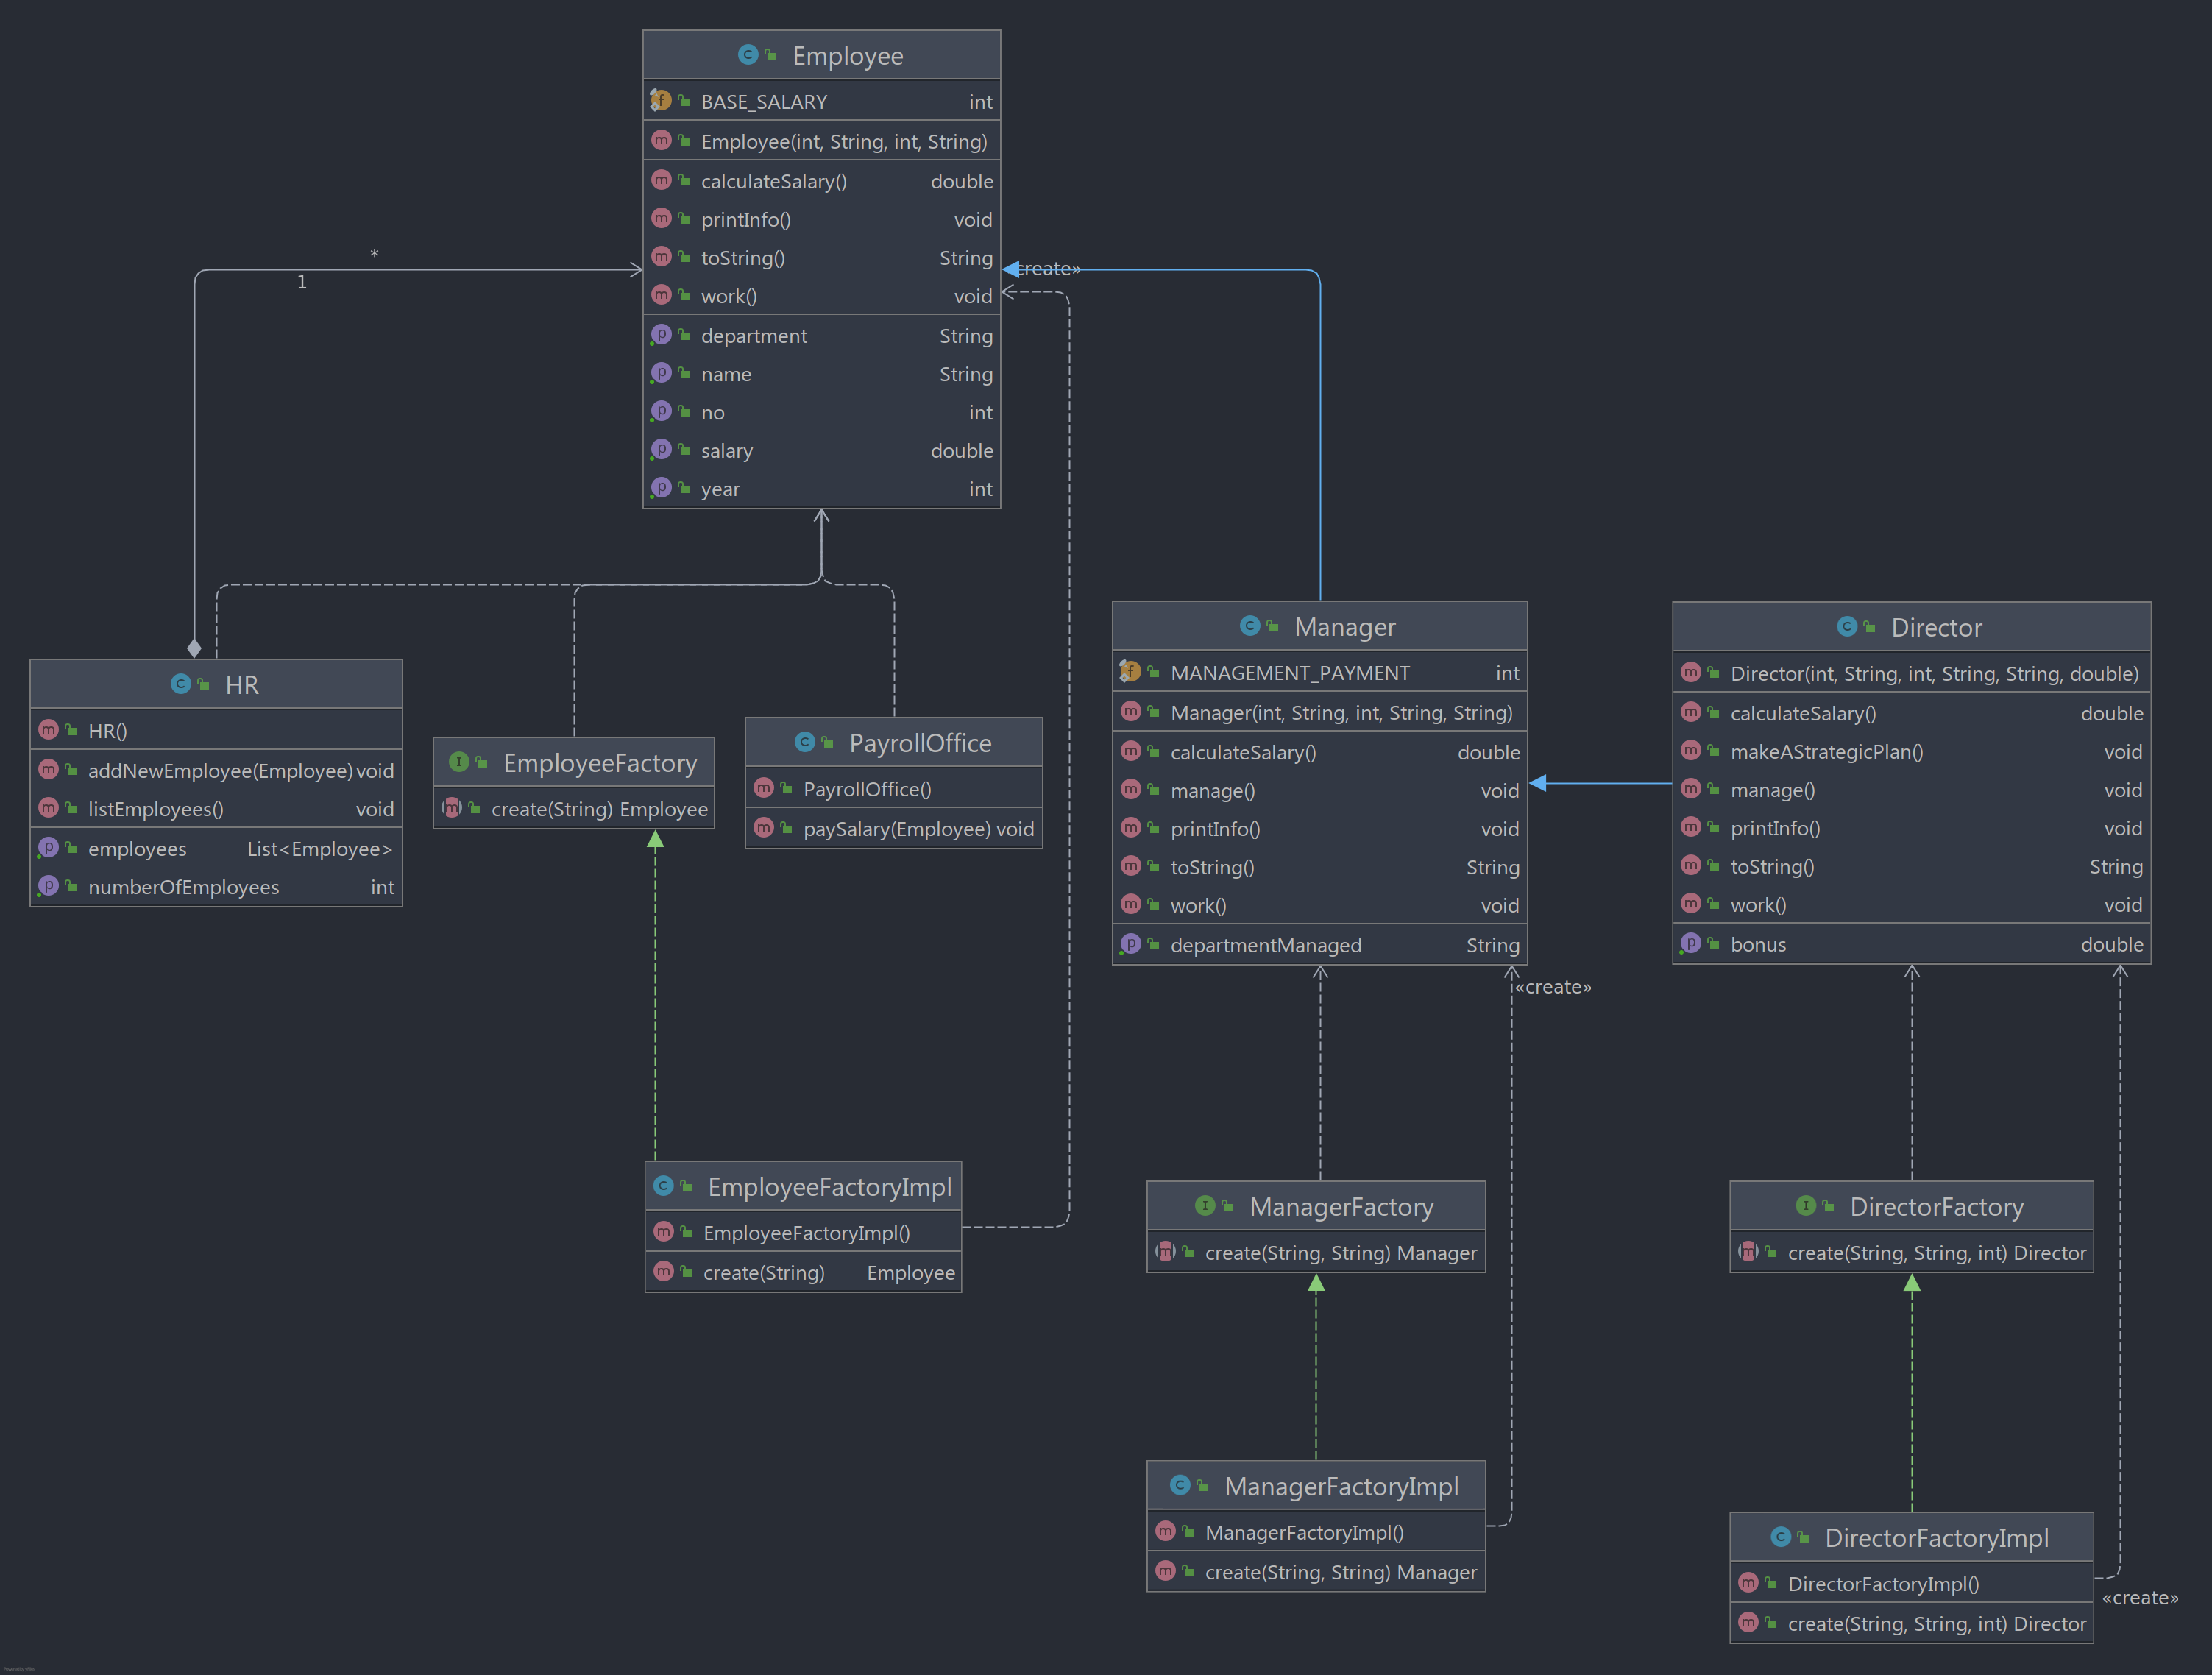 Employee
BASE_SALARY int
Employee(int, String, int, String)
calculateSalary() double
printInfo() void
toString() String
work() void
department String
name String
no int
salary double
year int
*
1
create»
HR
HR()
addNewEmployee(Employee) void
listEmployees() void
employees List<Employee>
numberOfEmployees int
EmployeeFactory
create(String) Employee
PayrollOffice
PayrollOffice()
paySalary(Employee) void
Manager
MANAGEMENT_PAYMENT int
Manager(int, String, int, String, String)
calculateSalary() double
manage() void
printInfo() void
toString() String
work() void
departmentManaged String
«create»
Director
Director(int, String, int, String, String, double)
calculateSalary() double
makeAStrategicPlan() void
manage() void
printInfo() void
toString() String
work() void
bonus double
EmployeeFactoryImpl
EmployeeFactoryImpl()
create(String) Employee
ManagerFactory
create(String, String) Manager
DirectorFactory
create(String, String, int) Director
ManagerFactoryImpl
ManagerFactoryImpl()
create(String, String) Manager
DirectorFactoryImpl
DirectorFactoryImpl()
create(String, String, int) Director
«create»